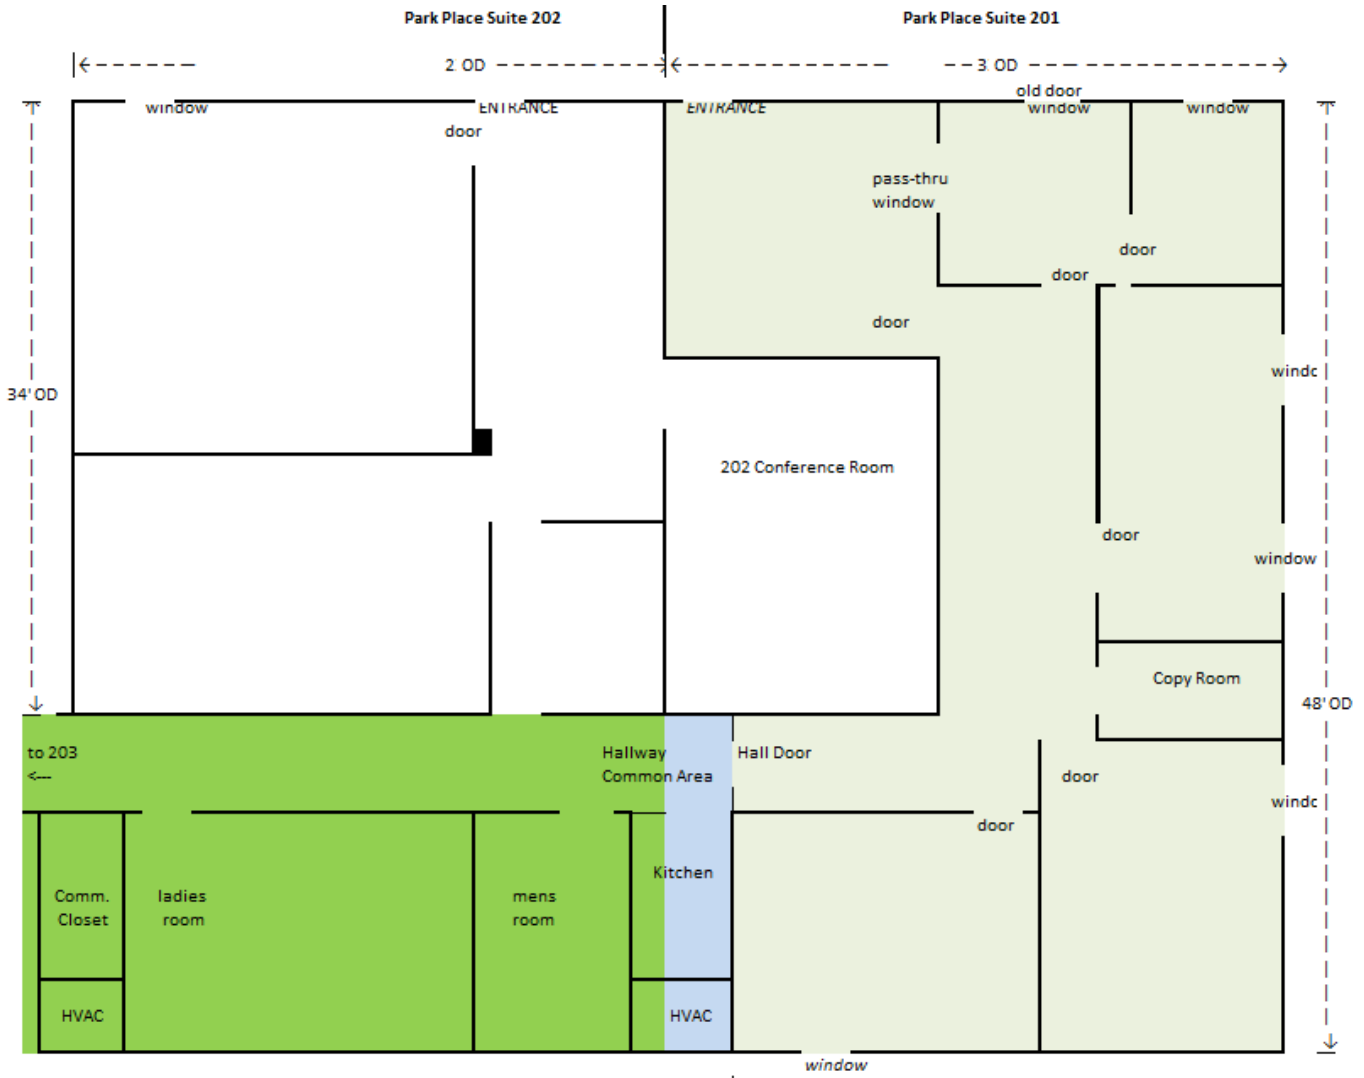 Park Place Suite 202
Park Place Suite 201
2 OD
3 OD
old door
window
ENTRANCE
ENTRANCE
window
window
door
pass-thru
window
door
door
door
windc
34' OD
202 Conference Room
door
window
Copy Room
48' OD
to 203
<---
Hallway
Common Area
Hall Door
door
windc
door
Kitchen
Comm.
Closet
ladies
room
mens
room
HVAC
HVAC
window